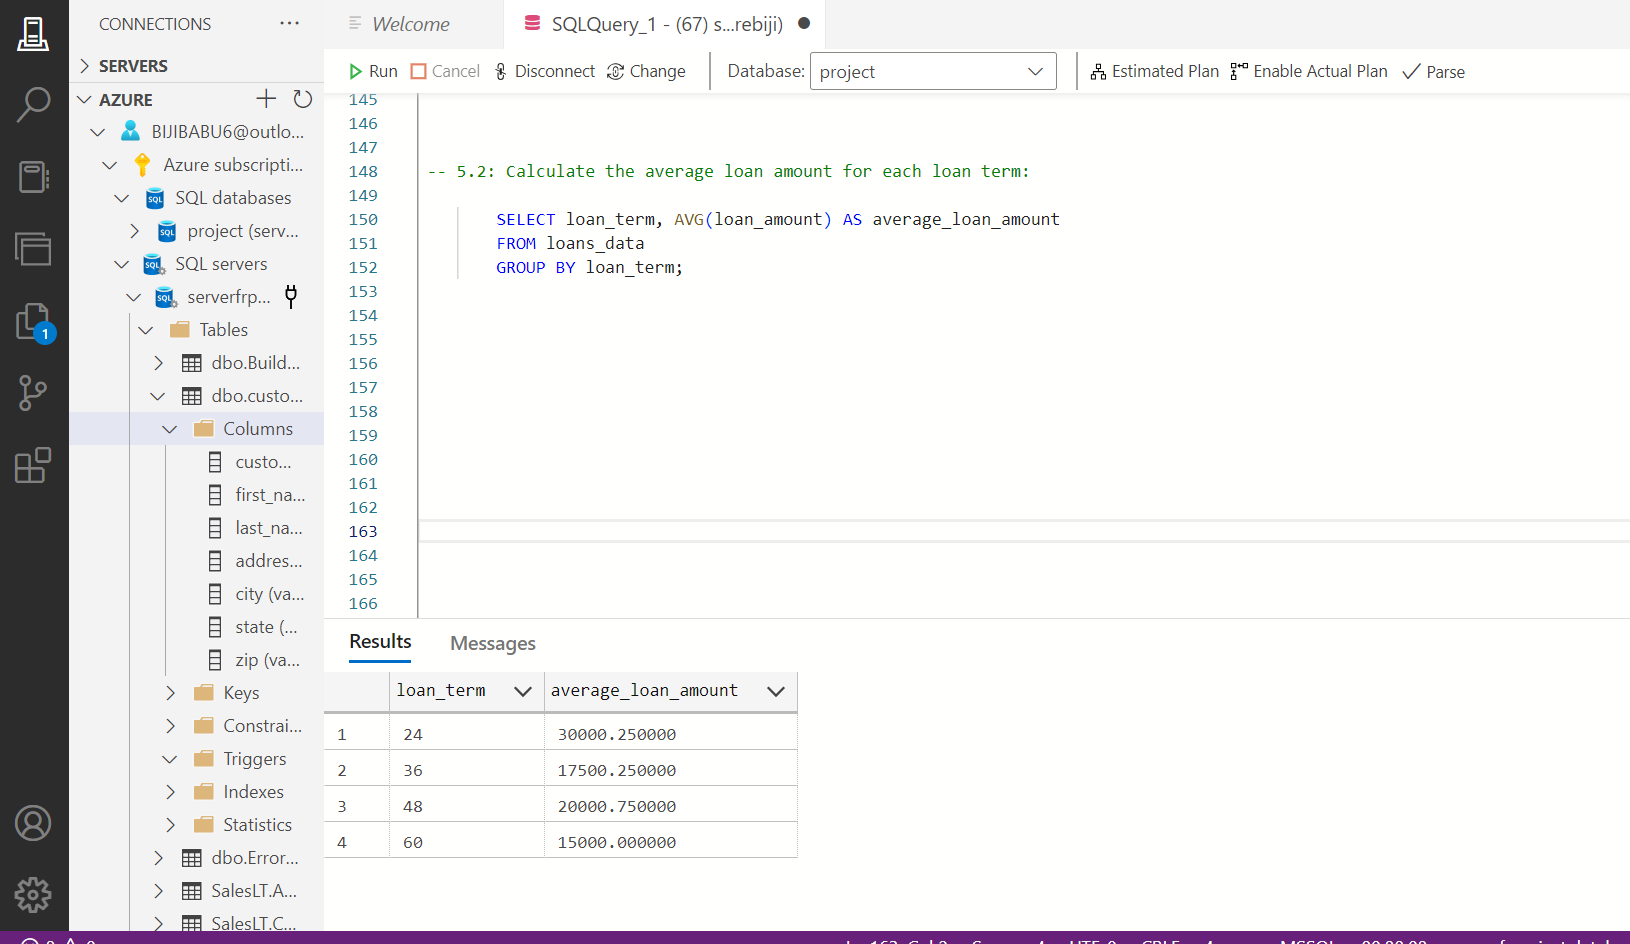 CONNECTIONS ...
SERVERS
AZURE
BIJIBABU6@outlo...
Azure subscripti...
SQL databases
project (serv...
SQL servers
serverfrp...
Tables
dbo.Build...
dbo.custo...
Columns
custo...
first_na...
last_na...
addres...
city (va...
state (...
zip (va...
Keys
Constrai...
Triggers
Indexes
Statistics
dbo.Error...
SalesLT.A...
SalesLT.C...
1
SQL
SQL
SQL
SQL
Welcome SQLQuery_1 - (67) s...rebiji)
Run Cancel Disconnect Change Database: project Estimated Plan Enable Actual Plan Parse
145
146
147
148 -- 5.2: Calculate the average loan amount for each loan term:
149
150 SELECT loan_term, AVG(loan_amount) AS average_loan_amount
151 FROM loans_data
152 GROUP BY loan_term;
153
154
155
156
157
158
159
160
161
162
163
164
165
166
Results Messages
loan_term average_loan_amount
1 24 30000.250000
2 36 17500.250000
3 48 20000.750000
4 60 15000.000000